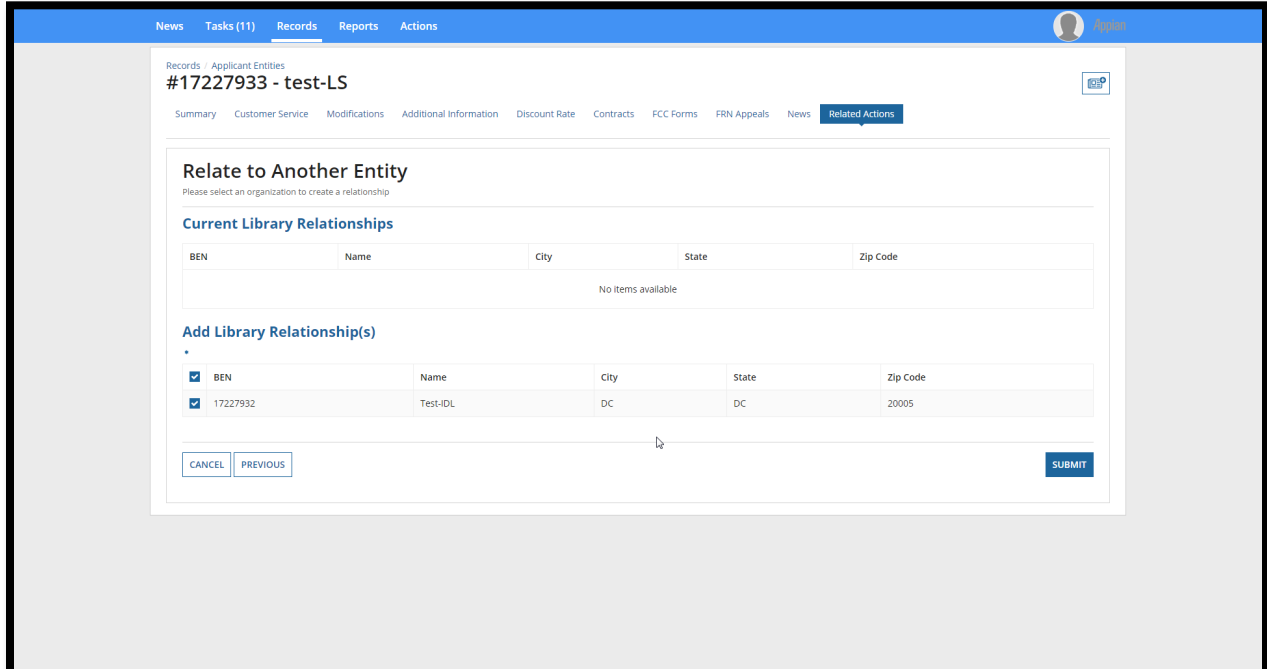 News Tasks (11) Records Reports Actions Appian
Records / Applicant Entities
#17227933 - test-LS
Summary Customer Service Modifications Additional Information Discount Rate Contracts FCC Forms FRN Appeals News Related Actions
Relate to Another Entity
Please select an organization to create a relationship
Current Library Relationships
BEN Name City State Zip Code
No items available
Add Library Relationship(s)
BEN Name City State Zip Code
17227932 Test-IDL DC DC 20005
CANCEL PREVIOUS SUBMIT